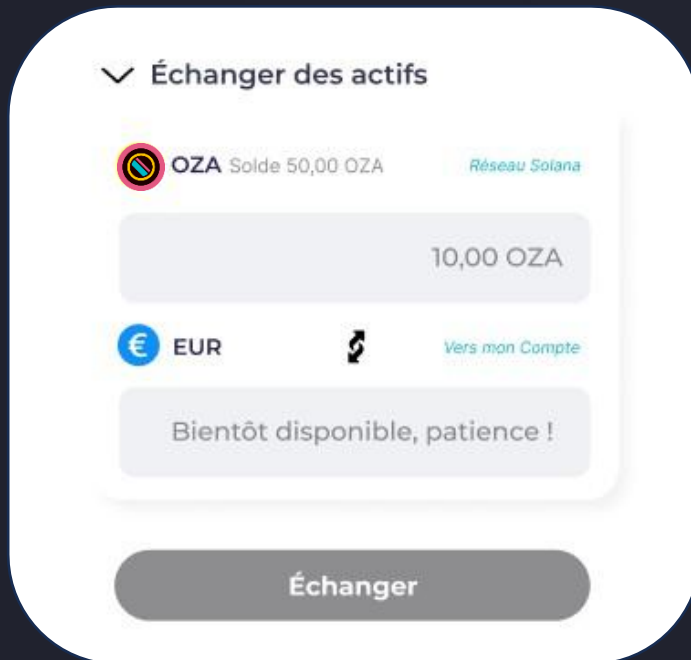 Échanger des actifs
OZA Solde 50,00 OZA Réseau Solana
10,00 OZA
€ EUR Vers mon Compte
Bientôt disponible, patience !
Échanger